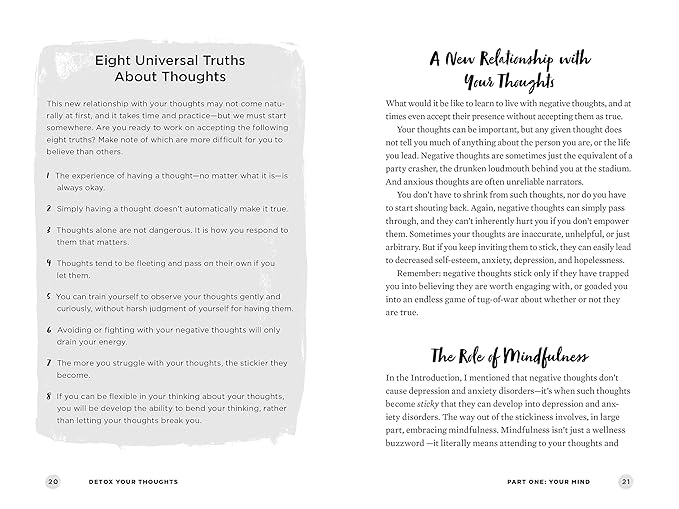 Eight Universal Truths
About Thoughts
This new relationship with your thoughts may not come natu-
rally at first, and it takes time and practice—but we must start
somewhere. Are you ready to work on accepting the following
eight truths? Make note of which are more difficult for you to
believe than others.
1 The experience of having a thought—no matter what it is—is
always okay.
2 Simply having a thought doesn't automatically make it true.
3 Thoughts alone are not dangerous. It is how you respond to
them that matters.
4 Thoughts tend to be fleeting and pass on their own if you
let them.
5 You can train yourself to observe your thoughts gently and
curiously, without harsh judgment of yourself for having them.
6 Avoiding or fighting with your negative thoughts will only
drain your energy.
7 The more you struggle with your thoughts, the stickier they
become.
8 If you can be flexible in your thinking about your thoughts,
you will be develop the ability to bend your thinking, rather
than letting your thoughts break you.
20 DETOX YOUR THOUGHTS
A New Relationship with
Your Thoughts
What would it be like to learn to live with negative thoughts, and at
times even accept their presence without accepting them as true.
Your thoughts can be important, but any given thought does
not tell you much of anything about the person you are, or the life
you lead. Negative thoughts are sometimes just the equivalent of a
party crasher, the drunken loudmouth behind you at the stadium.
And anxious thoughts are often unreliable narrators.
You don't have to shrink from such thoughts, nor do you have
to start shouting back. Again, negative thoughts can simply pass
through, and they can't inherently hurt you if you don't empower
them. Sometimes your thoughts are inaccurate, unhelpful, or just
arbitrary. But if you keep inviting them to stick, they can easily lead
to decreased self-esteem, anxiety, depression, and hopelessness.
Remember: negative thoughts stick only if they have trapped
you into believing they are worth engaging with, or goaded you
into an endless game of tug-of-war about whether or not they
are true.
The Role of Mindfulness
In the Introduction, I mentioned that negative thoughts don't
cause depression and anxiety disorders—it's when such thoughts
become sticky that they can develop into depression and anx-
iety disorders. The way out of the stickiness involves, in large
part, embracing mindfulness. Mindfulness isn't just a wellness
buzzword —it literally means attending to your thoughts and
PART ONE: YOUR MIND 21